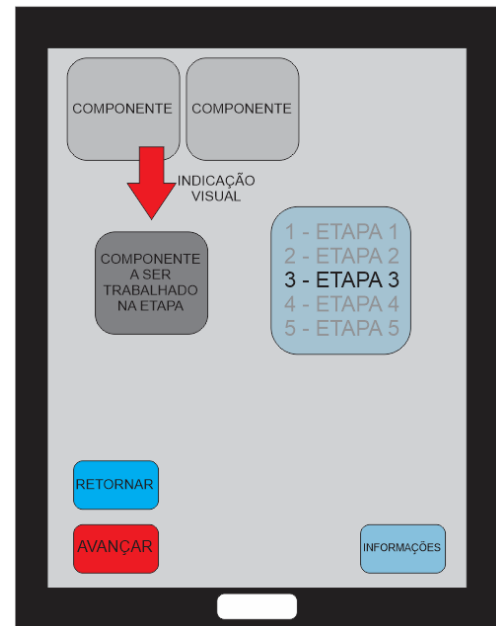 COMPONENTE
COMPONENTE
INDICAÇÃO
VISUAL
COMPONENTE
A SER
TRABALHADO
NA ETAPA
1 - ETAPA 1
2 - ETAPA 2
3 - ETAPA 3
4 - ETAPA 4
5 - ETAPA 5
RETORNAR
AVANÇAR
INFORMAÇÕES